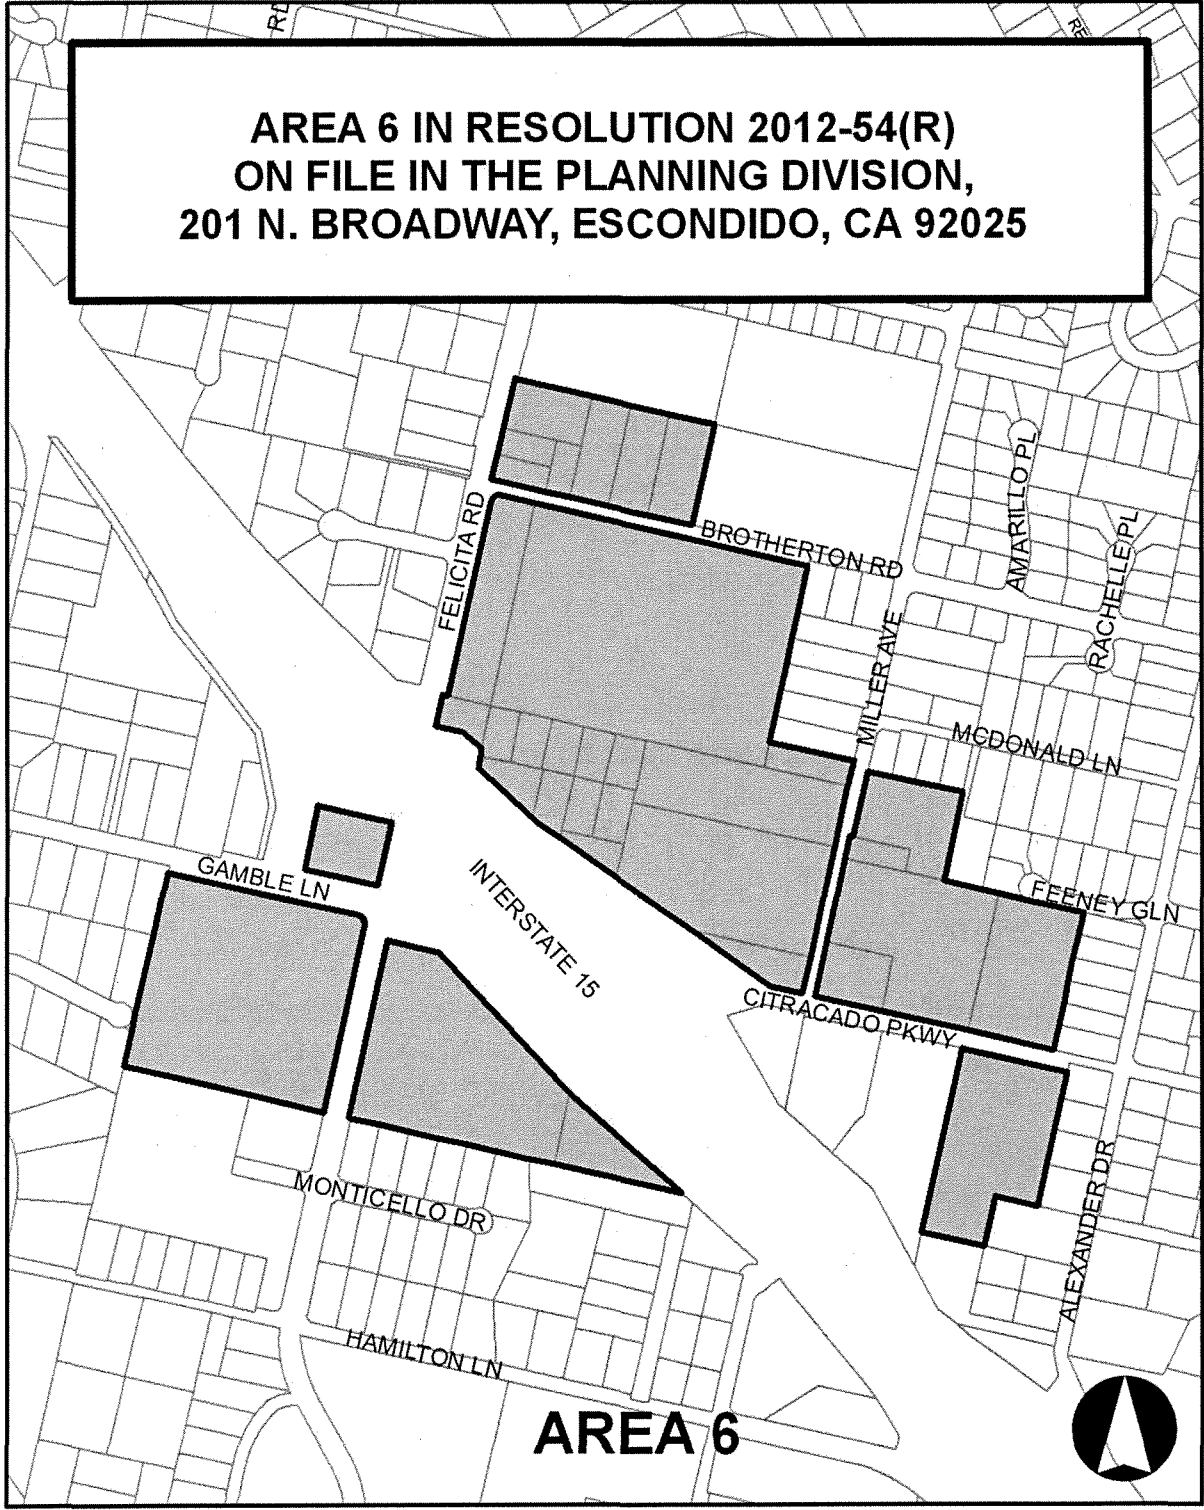 RD
RE
AREA 6 IN RESOLUTION 2012-54(R)
ON FILE IN THE PLANNING DIVISION,
201 N. BROADWAY, ESCONDIDO, CA 92025
FELICITA RD
BROTHERTON RD
AMARILLO PL
RACHELLE PL
MILLER AVE
MCDONALD LN
GAMBLE LN
INTERSTATE 15
FEENEY GLN
CITRACADO PKWY
MONTICELLO DR
ALEXANDER DR
HAMILTON LN
AREA 6